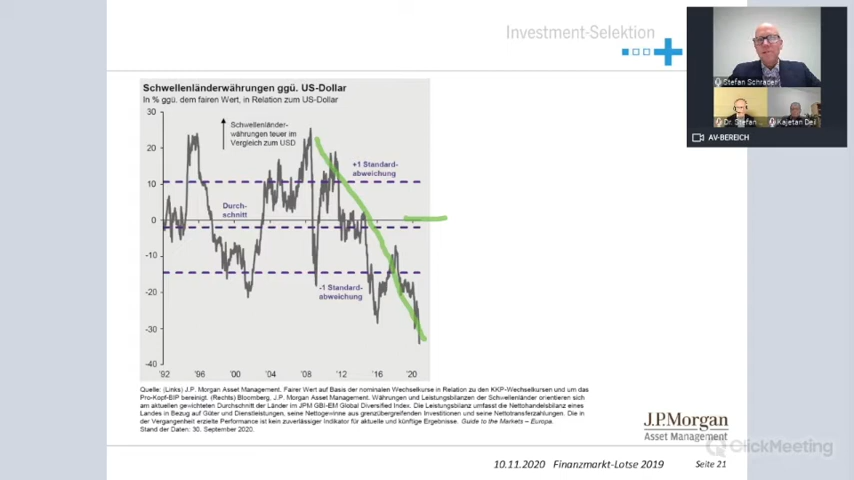 Investment-Selektion
Stefan Schrader
Dr. Stefan
Kajetan Deil
AV-BEREICH
Schwellenländerwährungen ggü. US-Dollar
In % ggü. dem fairen Wert, in Relation zum US-Dollar
30
20
10
0
-10
-20
-30
-40
Schwellenländer-
währungen teuer im
Vergleich zum USD
+1 Standard-
abweichung
Durch-
schnitt
-1 Standard-
abweichung
'92 '96 '00 '04 '08 '12 '16 '20
Quelle: (Links) J.P. Morgan Asset Management. Fairer Wert auf Basis der nominalen Wechselkurse in Relation zu den KKP-Wechselkursen und um das
Pro-Kopf-BIP bereinigt. (Rechts) Bloomberg, J.P. Morgan Asset Management. Währungen und Leistungsbilanzen der Schwellenländer orientieren sich
am aktuellen gewichteten Durchschnitt der Länder im JPM GBI-EM Global Diversified Index. Die Leistungsbilanz umfasst die Nettohandelsbilanz eines
Landes in Bezug auf Güter und Dienstleistungen, seine Nettogewinne aus grenzübergreifenden Investitionen und seine Nettotransferzahlungen. Die in
der Vergangenheit erzielte Performance ist kein zuverlässiger Indikator für aktuelle und künftige Ergebnisse. Guide to the Markets – Europa.
Stand der Daten: 30. September 2020.
J.P.Morgan
Asset Management
ClickMeeting
10.11.2020 Finanzmarkt-Lotse 2019 Seite 21